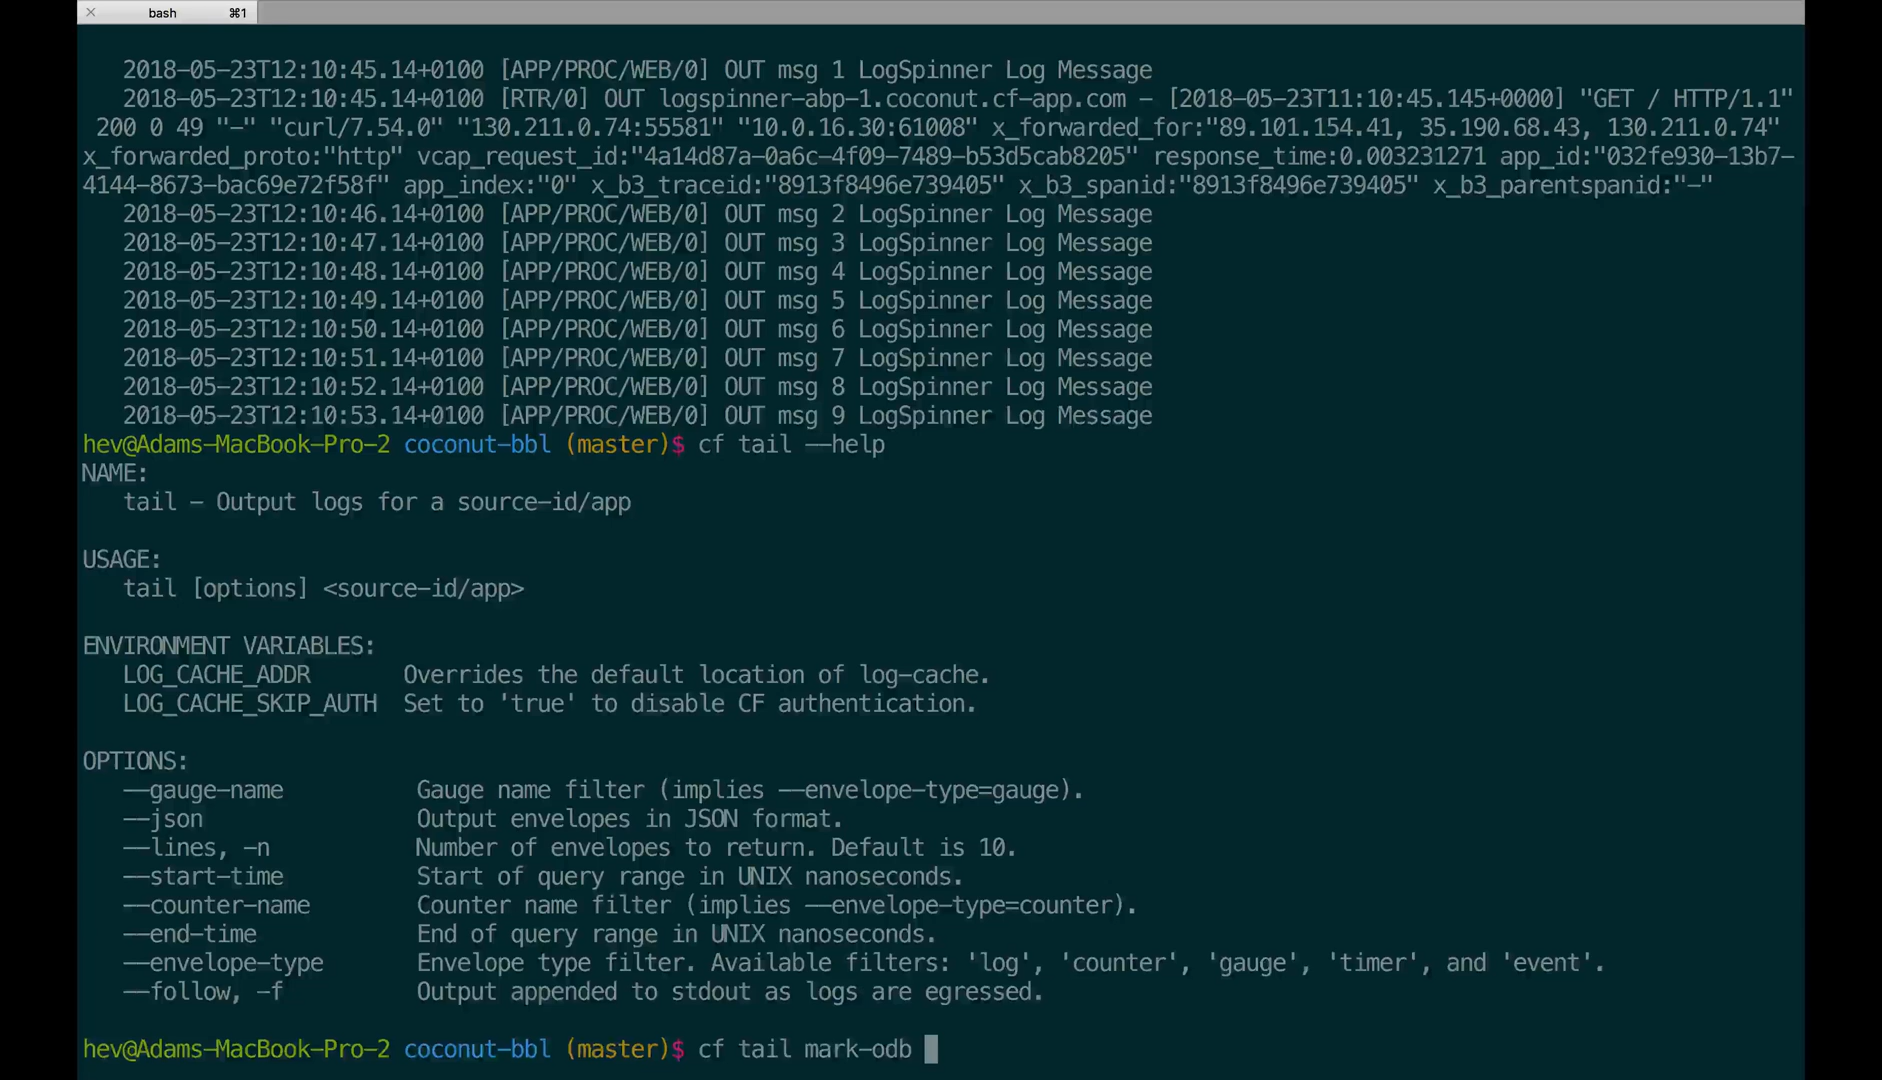 bash ⌘1
2018-05-23T12:10:45.14+0100 [APP/PROC/WEB/0] OUT msg 1 LogSpinner Log Message
2018-05-23T12:10:45.14+0100 [RTR/0] OUT logspinner-abp-1.coconut.cf-app.com - [2018-05-23T11:10:45.145+0000] "GET / HTTP/1.1"
200 0 49 "-" "curl/7.54.0" "130.211.0.74:55581" "10.0.16.30:61008" x_forwarded_for:"89.101.154.41, 35.190.68.43, 130.211.0.74"
x_forwarded_proto:"http" vcap_request_id:"4a14d87a-0a6c-4f09-7489-b53d5cab8205" response_time:0.003231271 app_id:"032fe930-13b7-
4144-8673-bac69e72f58f" app_index:"0" x_b3_traceid:"8913f8496e739405" x_b3_spanid:"8913f8496e739405" x_b3_parentspanid:"-"
2018-05-23T12:10:46.14+0100 [APP/PROC/WEB/0] OUT msg 2 LogSpinner Log Message
2018-05-23T12:10:47.14+0100 [APP/PROC/WEB/0] OUT msg 3 LogSpinner Log Message
2018-05-23T12:10:48.14+0100 [APP/PROC/WEB/0] OUT msg 4 LogSpinner Log Message
2018-05-23T12:10:49.14+0100 [APP/PROC/WEB/0] OUT msg 5 LogSpinner Log Message
2018-05-23T12:10:50.14+0100 [APP/PROC/WEB/0] OUT msg 6 LogSpinner Log Message
2018-05-23T12:10:51.14+0100 [APP/PROC/WEB/0] OUT msg 7 LogSpinner Log Message
2018-05-23T12:10:52.14+0100 [APP/PROC/WEB/0] OUT msg 8 LogSpinner Log Message
2018-05-23T12:10:53.14+0100 [APP/PROC/WEB/0] OUT msg 9 LogSpinner Log Message
hev@Adams-MacBook-Pro-2 coconut-bbl (master)$ cf tail --help
NAME:
tail - Output logs for a source-id/app
USAGE:
tail [options] <source-id/app>
ENVIRONMENT VARIABLES:
LOG_CACHE_ADDR Overrides the default location of log-cache.
LOG_CACHE_SKIP_AUTH Set to 'true' to disable CF authentication.
OPTIONS:
--gauge-name Gauge name filter (implies --envelope-type=gauge).
--json Output envelopes in JSON format.
--lines, -n Number of envelopes to return. Default is 10.
--start-time Start of query range in UNIX nanoseconds.
--counter-name Counter name filter (implies --envelope-type=counter).
--end-time End of query range in UNIX nanoseconds.
--envelope-type Envelope type filter. Available filters: 'log', 'counter', 'gauge', 'timer', and 'event'.
--follow, -f Output appended to stdout as logs are egressed.
hev@Adams-MacBook-Pro-2 coconut-bbl (master)$ cf tail mark-odb